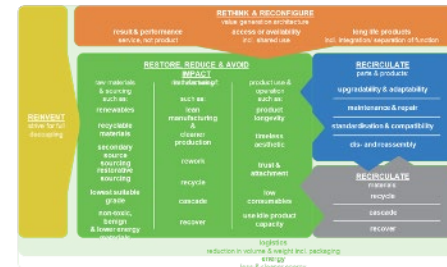 RETHINK & RECONFIGURE
value generation architecture
result & performance
service, not product
access or availability
incl. shared use
long life products
incl. integration/ separation of function
REINVENT
strive for full
decoupling
RESTORE, REDUCE & AVOID
IMPACT
raw materials
& sourcing
such as:
renewables
recyclable
materials
secondary
source
sourcing
restorative
sourcing
lowest suitable
grade
non-toxic,
benign
& lower energy
materials
such as:
lean
manufacturing
&
cleaner
production
rework
recycle
cascade
recover
product use &
operation
such as:
product
longevity
timeless
aesthetic
trust &
attachment
low
consumables
use idle product
capacity
logistics
reduction in volume & weight incl. packaging
energy
RECIRCULATE
parts & products:
upgradability & adaptability
maintenance & repair
standardisation & compatibility
dis- and reassembly
RECIRCULATE
materials:
recycle
cascade
recover